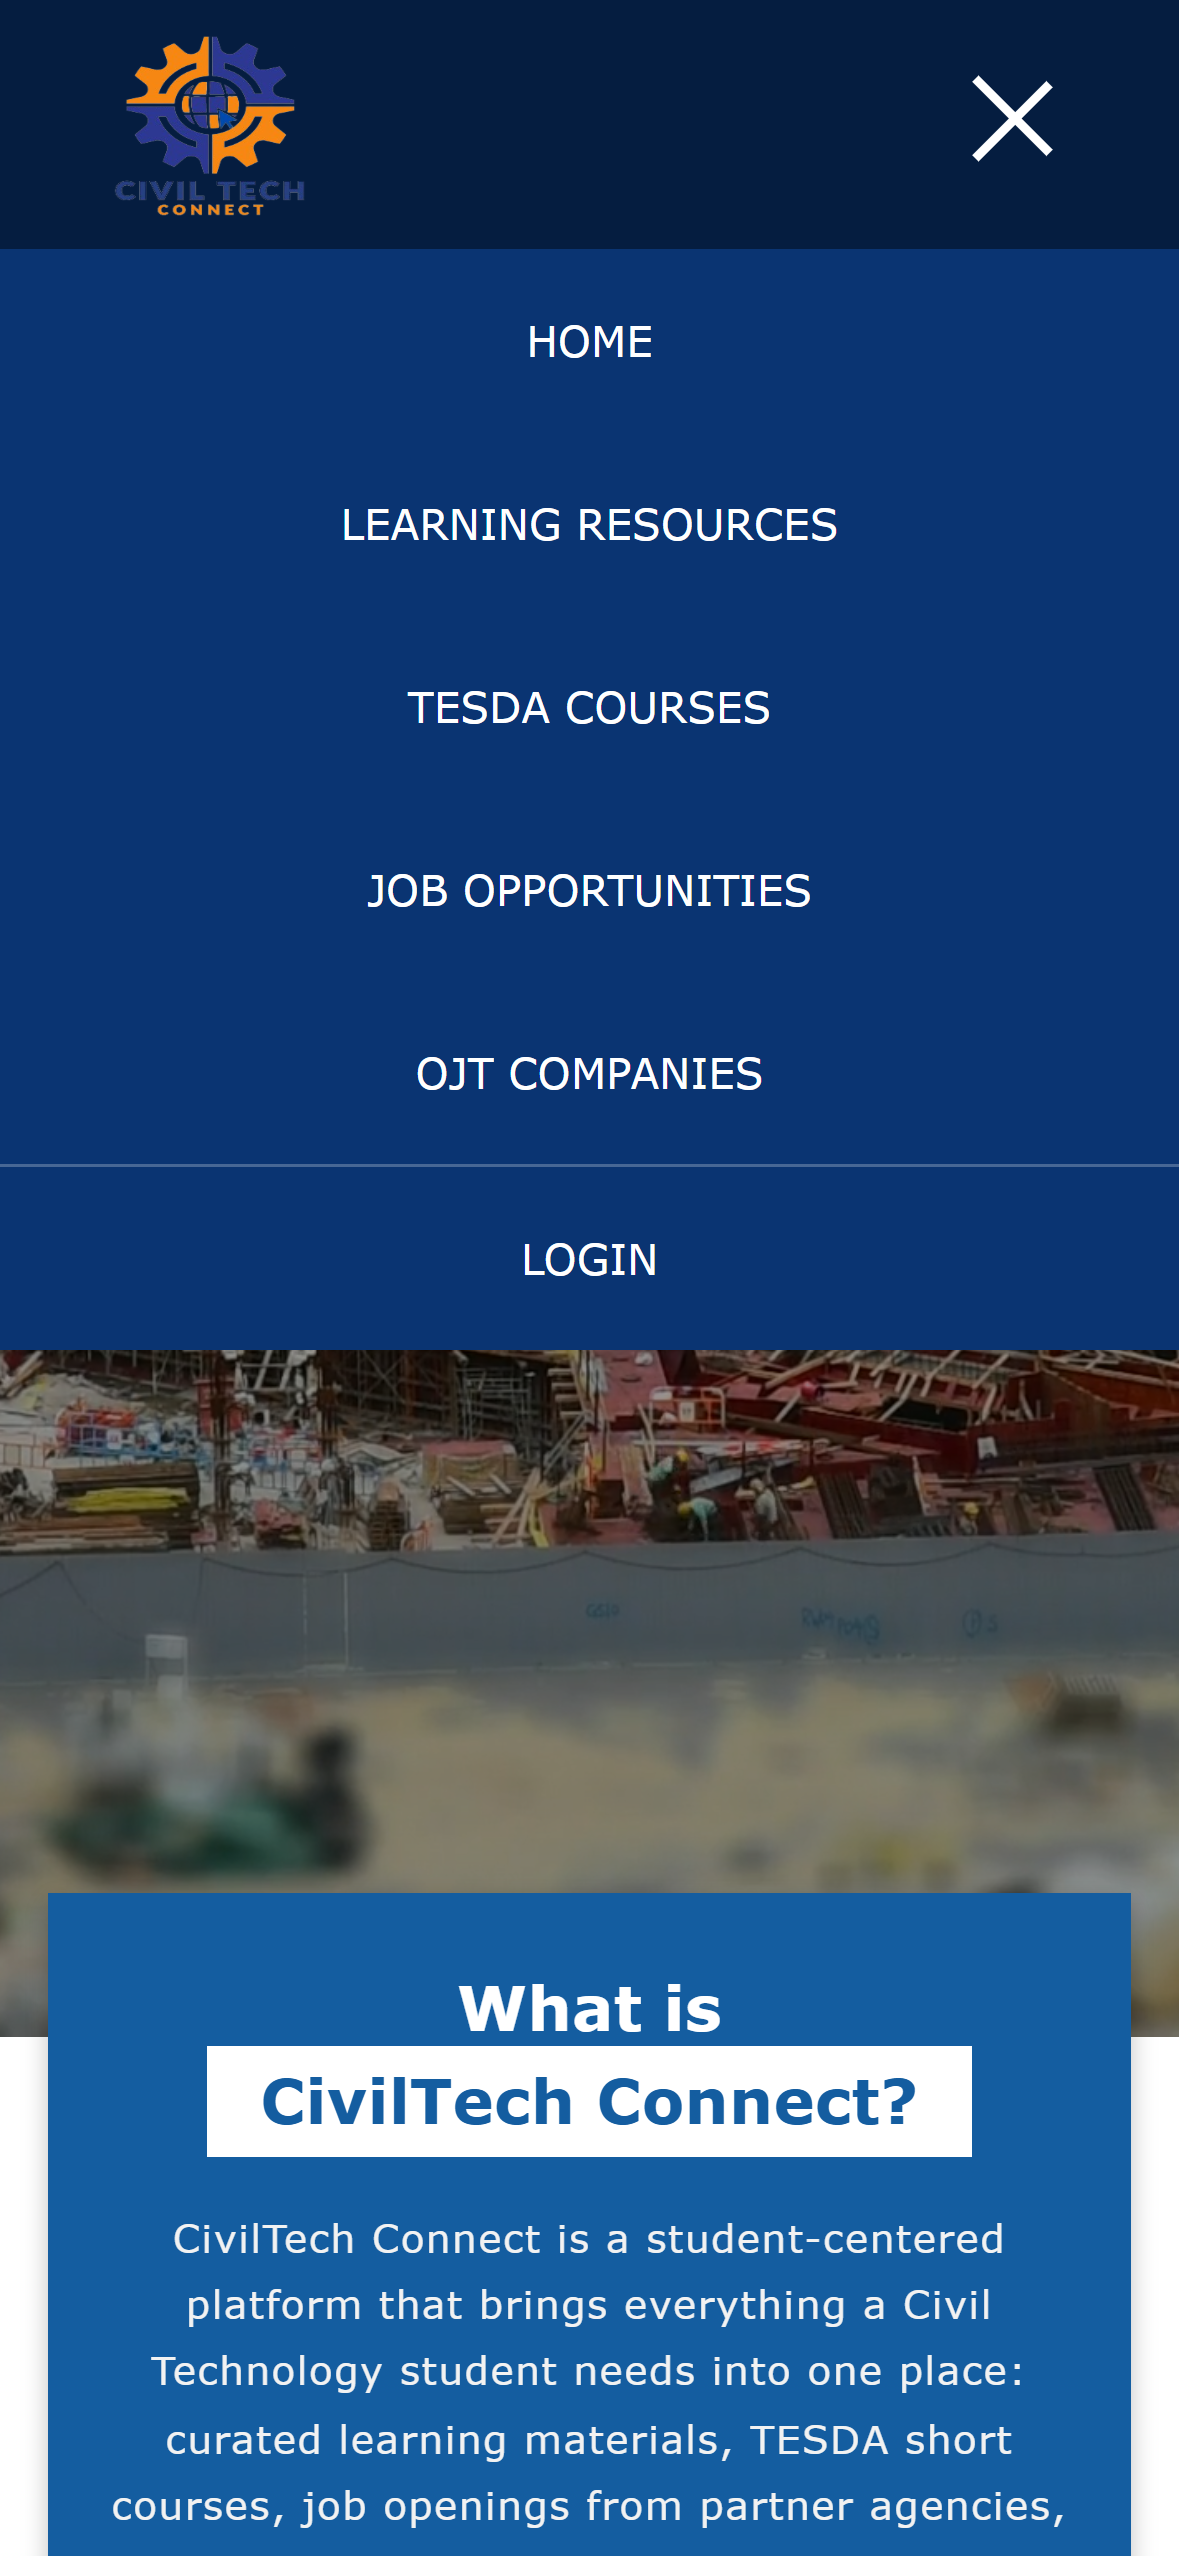 CIVIL TECH
CONNECT
HOME
LEARNING RESOURCES
TESDA COURSES
JOB OPPORTUNITIES
OJT COMPANIES
LOGIN
What is
CivilTech Connect?
CivilTech Connect is a student-centered
platform that brings everything a Civil
Technology student needs into one place:
curated learning materials, TESDA short
courses, job openings from partner agencies,